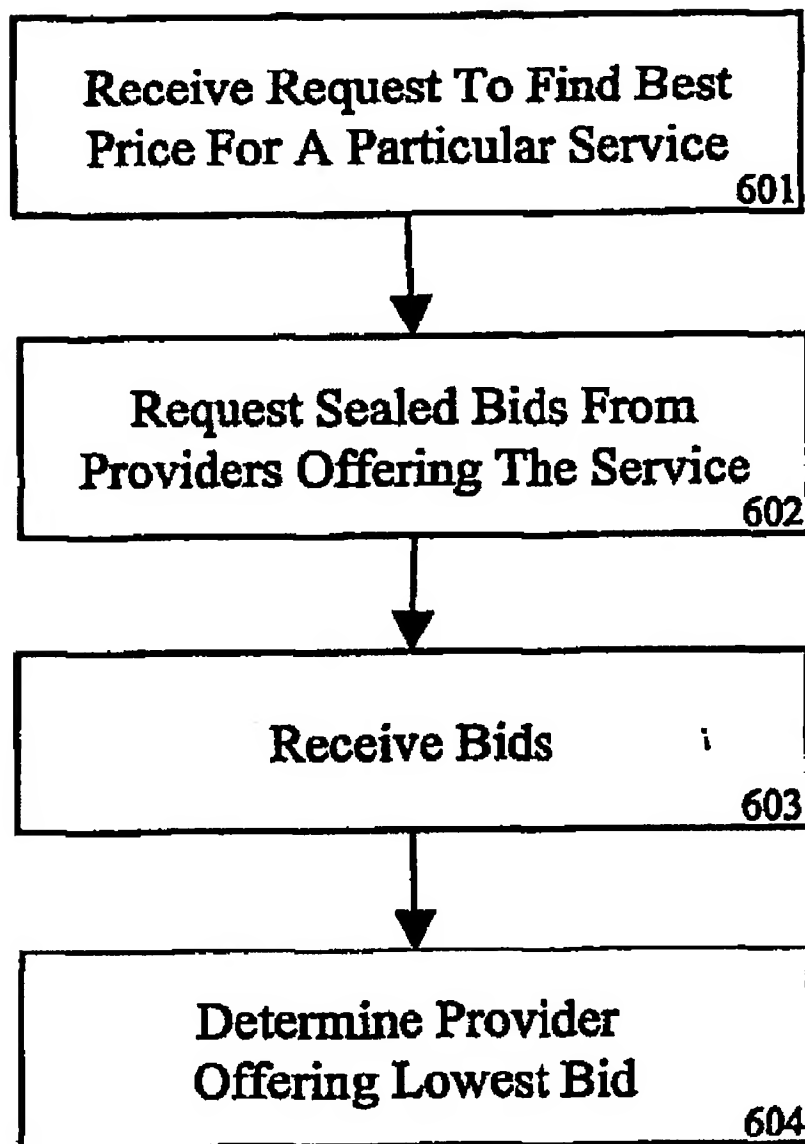 Receive Request To Find Best
Price For A Particular Service
601
Request Sealed Bids From
Providers Offering The Service
602
Receive Bids
603
Determine Provider
Offering Lowest Bid
604